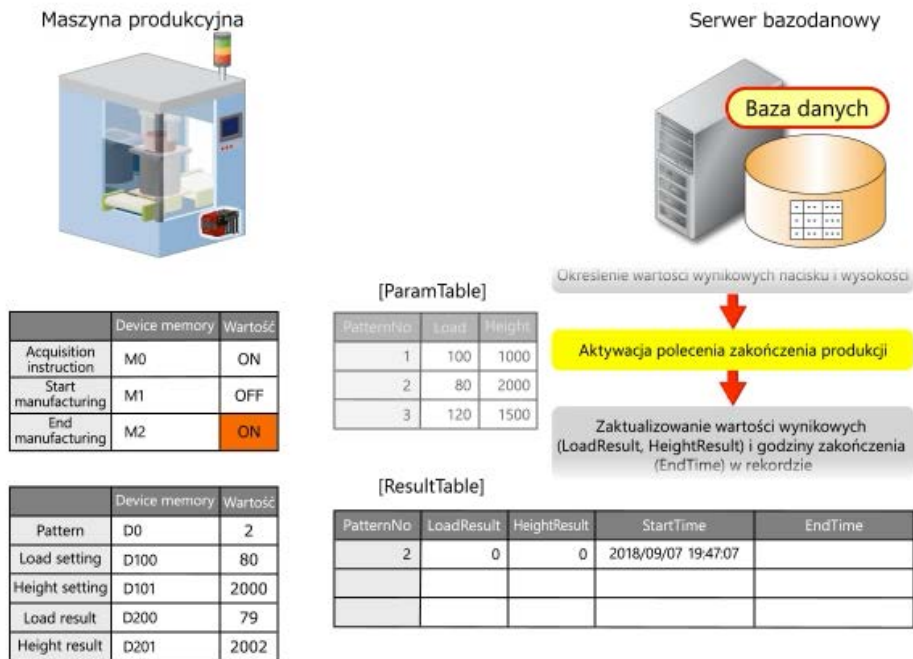 Maszyna produkcyjna
Serwer bazodanowy
Baza danych
Określenie wartości wynikowych nacisku i wysokości
Aktywacja polecenia zakończenia produkcji
Zaktualizowanie wartości wynikowych
(LoadResult, HeightResult) i godziny zakończenia
(EndTime) w rekordzie
Device memory Wartość
Acquisition
instruction M0 ON
Start
manufacturing M1 OFF
End
manufacturing M2 ON
[ParamTable]
PatternNo Load Height
1 100 1000
2 80 2000
3 120 1500
Device memory Wartość
Pattern D0 2
Load setting D100 80
Height setting D101 2000
Load result D200 79
Height result D201 2002
[ResultTable]
PatternNo LoadResult HeightResult StartTime EndTime
2 0 0 2018/09/07 19:47:07